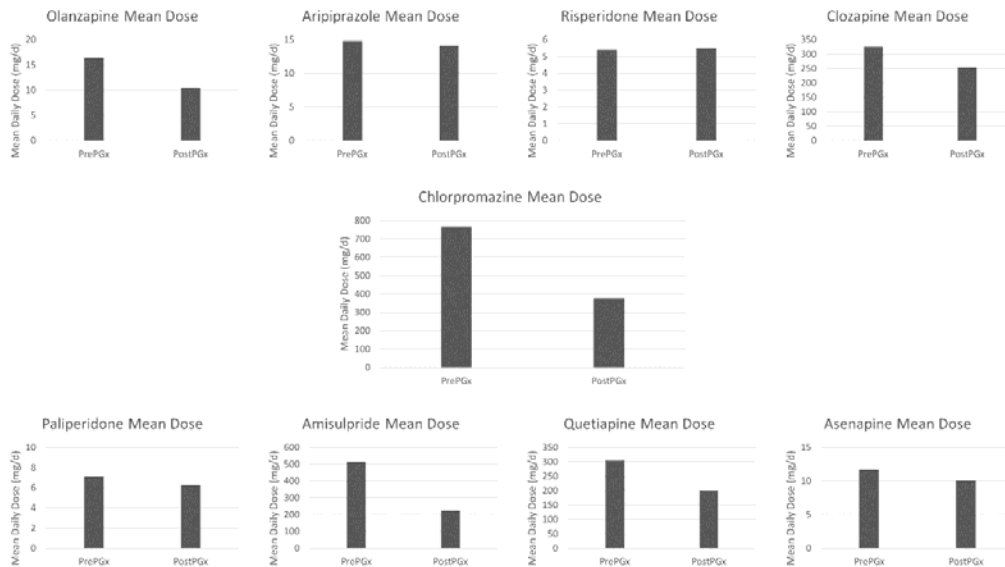 Olanzapine Mean Dose
Mean Daily Dose (mg/d)
20
15
10
5
0
PrePGx
PostPGx
Aripiprazole Mean Dose
Mean Daily Dose (mg/d)
15
10
5
0
PrePGx
PostPGx
Risperidone Mean Dose
Mean Daily Dose (mg/d)
6
5
4
3
2
1
0
PrePGx
PostPGx
Clozapine Mean Dose
Mean Daily Dose (mg/d)
350
300
250
200
150
100
50
0
PrePGx
PostPGx
Chlorpromazine Mean Dose
Mean Daily Dose (mg/d)
800
700
600
500
400
300
200
100
0
PrePGx
PostPGx
Paliperidone Mean Dose
Mean Daily Dose (mg/d)
10
8
6
4
2
0
PrePGx
PostPGx
Amisulpride Mean Dose
Mean Daily Dose (mg/d)
600
500
400
300
200
100
0
PrePGx
PostPGx
Quetiapine Mean Dose
Mean Daily Dose (mg/d)
350
300
250
200
150
100
50
0
PrePGx
PostPGx
Asenapine Mean Dose
Mean Daily Dose (mg/d)
15
10
5
0
PrePGx
PostPGx